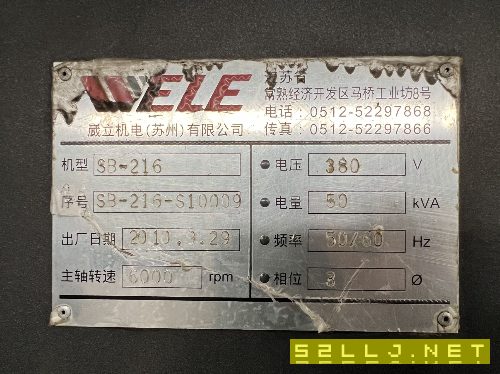 WELE
江苏省
常熟经济开发区马桥工业坊8号
电话：0512-52297868
传真：0512-52297866
崴立机电(苏州)有限公司
机型 SB-216
电压 380 V
序号 SB-216-S10009
电量 50 kVA
出厂日期 2010.9.29
频率 50/60 Hz
主轴转速 6000 rpm
相位 3 Ø
52LLJ.NET